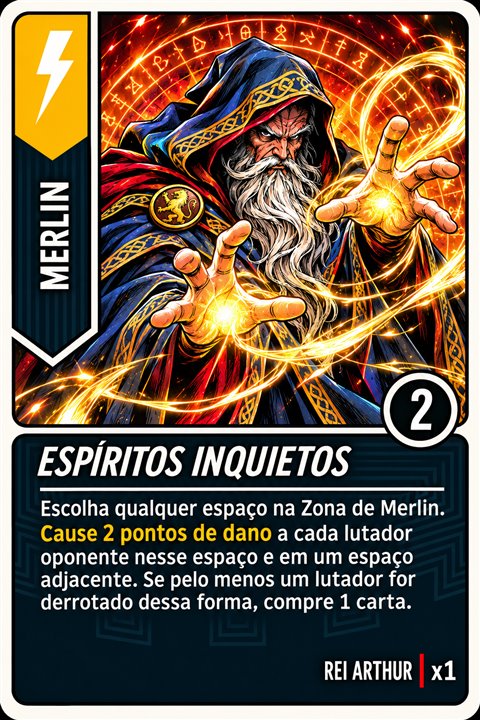 MERLIN
2
ESPÍRITOS INQUIETOS
Escolha qualquer espaço na Zona de Merlin.
Cause 2 pontos de dano a cada lutador
oponente nesse espaço e em um espaço
adjacente. Se pelo menos um lutador for
derrotado dessa forma, compre 1 carta.
REI ARTHUR | x1